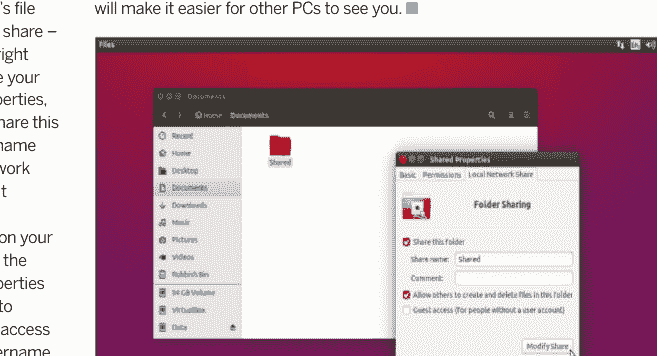 's file
share –
right
e your
perties,
hare this
name
work
t
on your
the
perties
to
access
ername
will make it easier for other PCs to see you.
Files
Documents
Home Documents
Recent
Home
Desktop
Documents
Downloads
Music
Pictures
Videos
Rubbish Bin
34 GB Volume
VirtualBox
Data
Shared
Shared Properties
Basic Permissions Local Network Share
Folder Sharing
Share this folder
Share name: Shared
Comment:
Allow others to create and delete files in this folder
Guest access (for people without a user account)
Modify Share